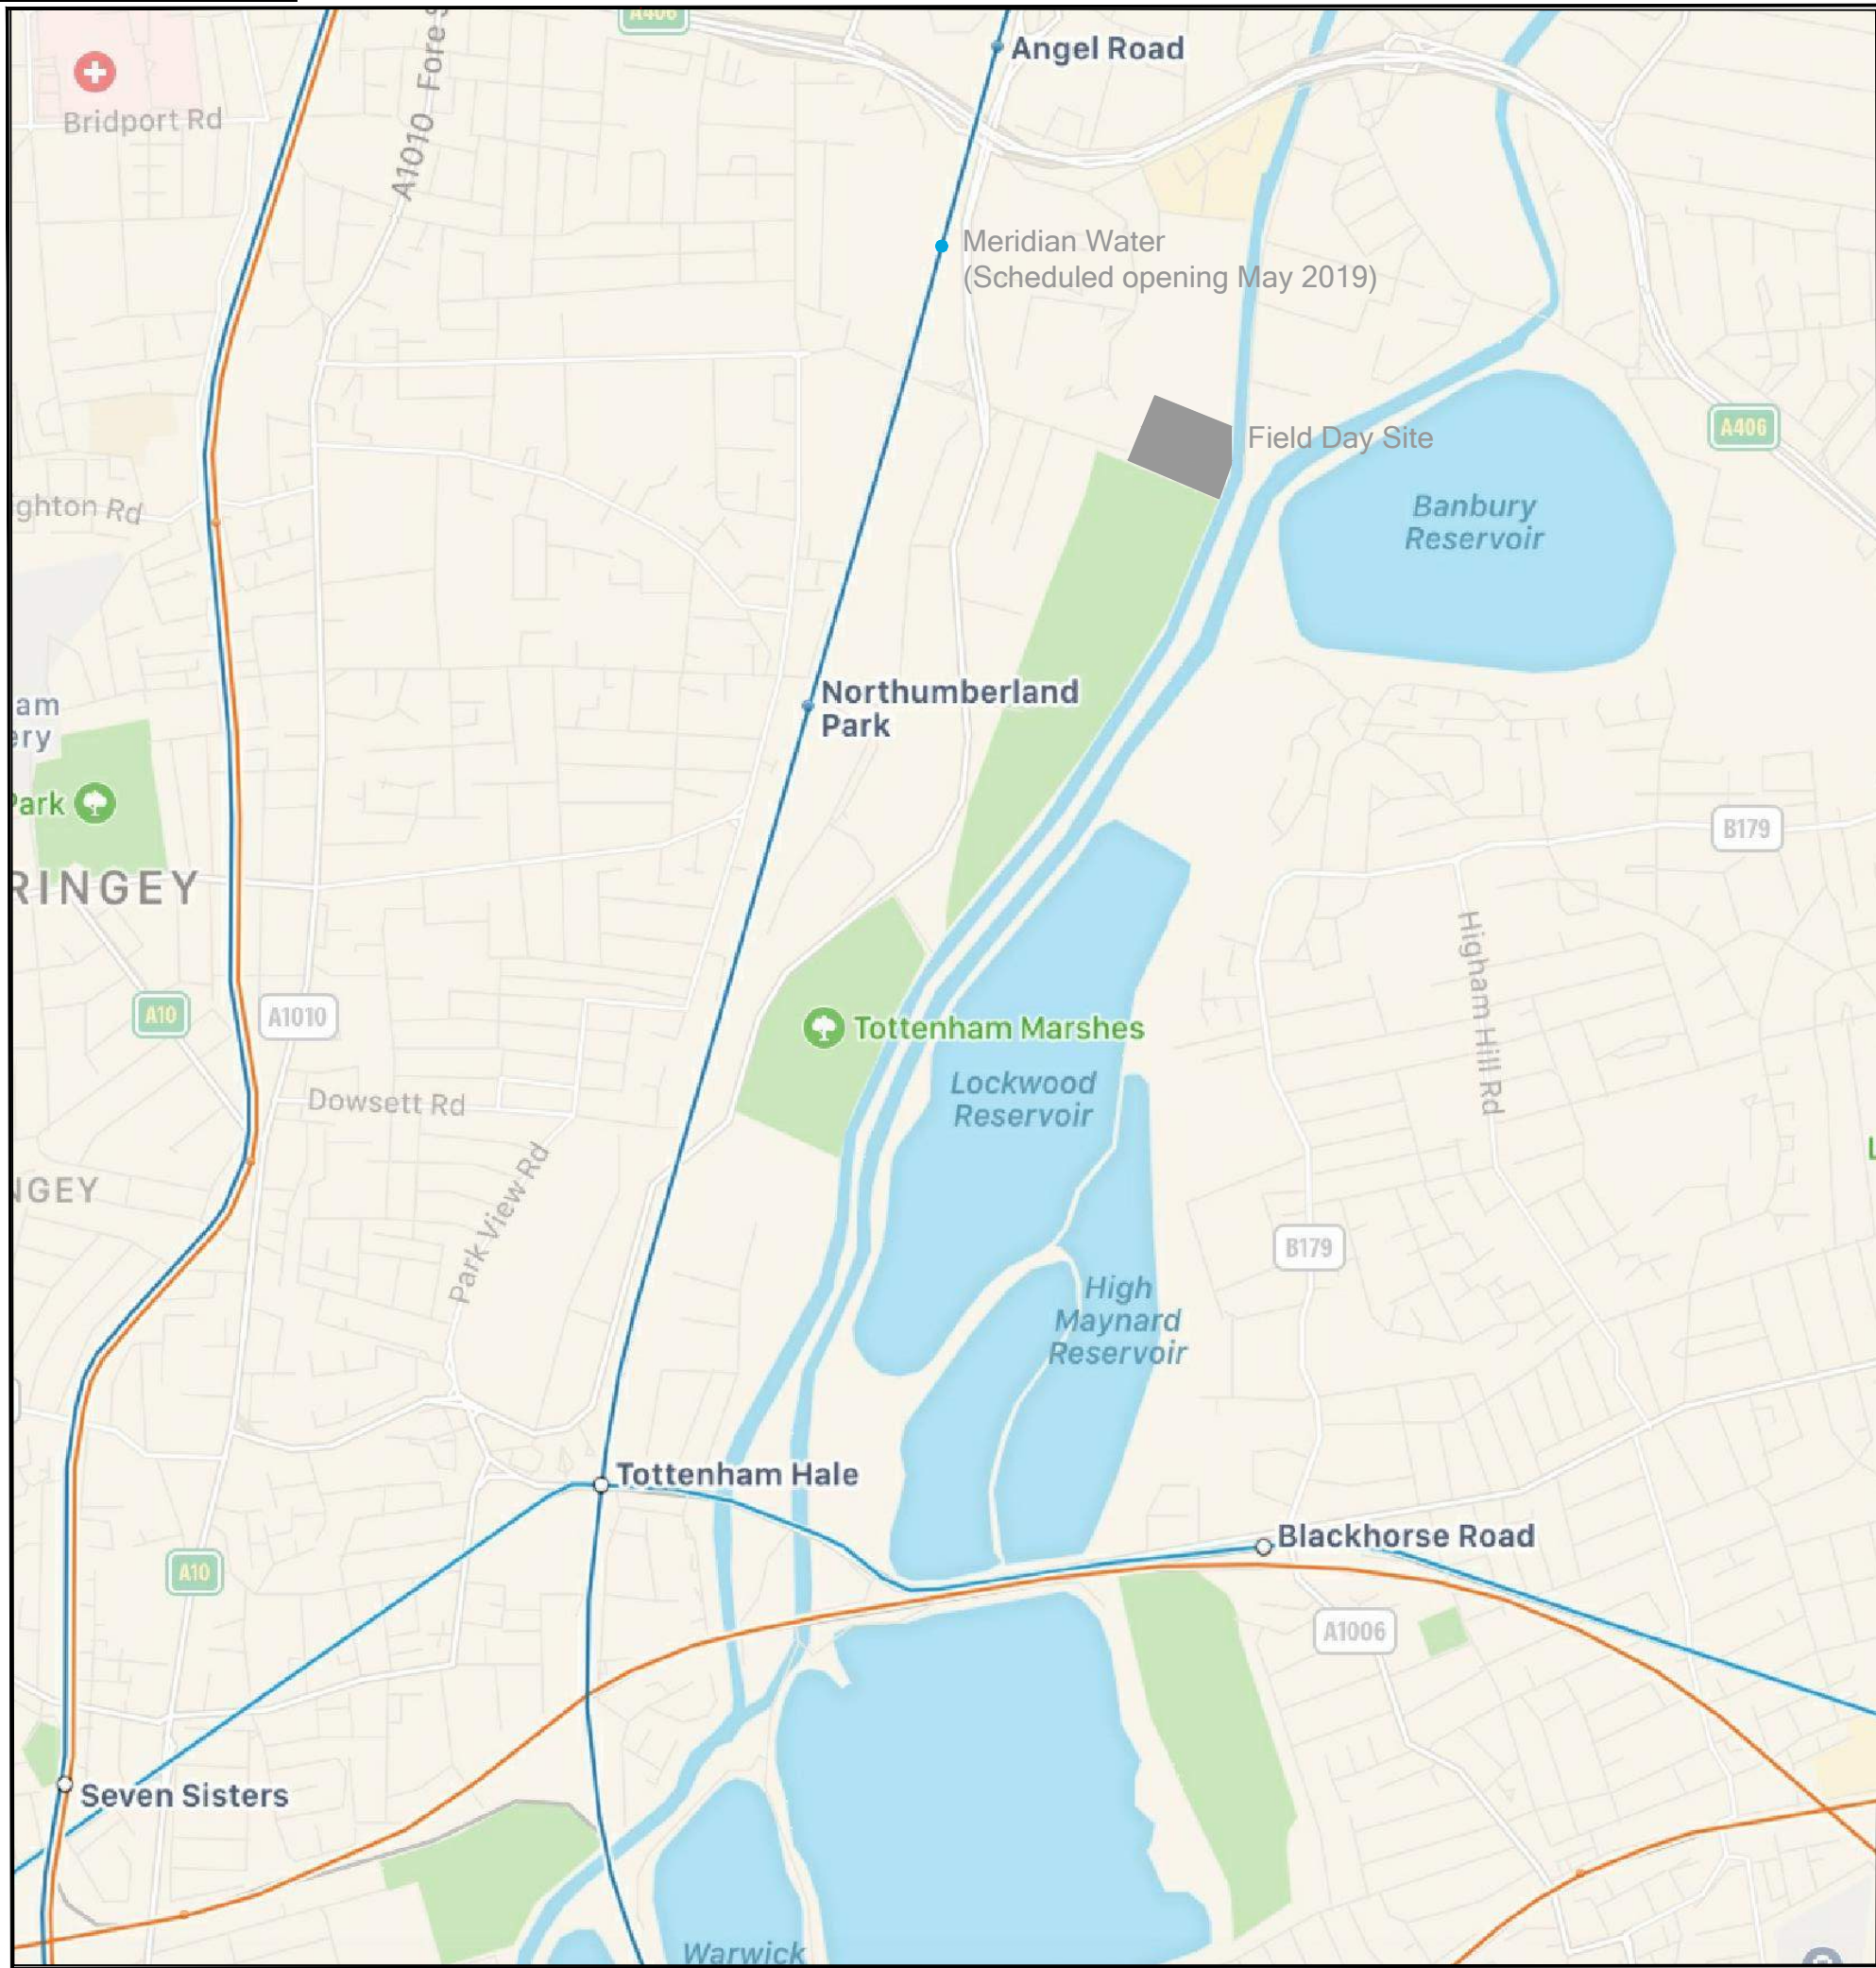 A406
Angel Road
Bridport Rd
A1010
Fore S
Meridian Water
(Scheduled opening May 2019)
Field Day Site
A406
ghton Rd
Banbury
Reservoir
Northumberland
Park
am
ery
Park
B179
RINGEY
Higham Hill Rd
A10
A1010
Tottenham Marshes
Lockwood
Reservoir
Dowsett Rd
Park View Rd
NGEY
L
B179
High
Maynard
Reservoir
Tottenham Hale
Blackhorse Road
A10
A1006
Seven Sisters
Warwick